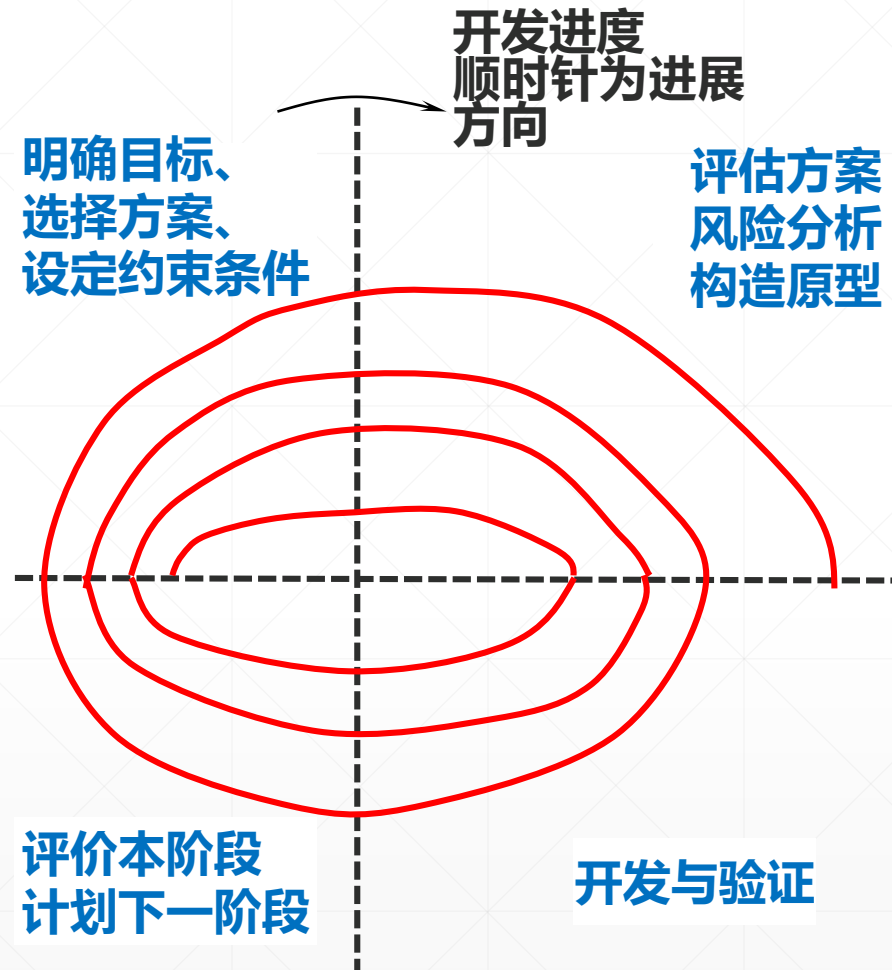 开发进度
顺时针为进展
方向
明确目标、
选择方案、
设定约束条件
评估方案
风险分析
构造原型
评价本阶段
计划下一阶段
开发与验证